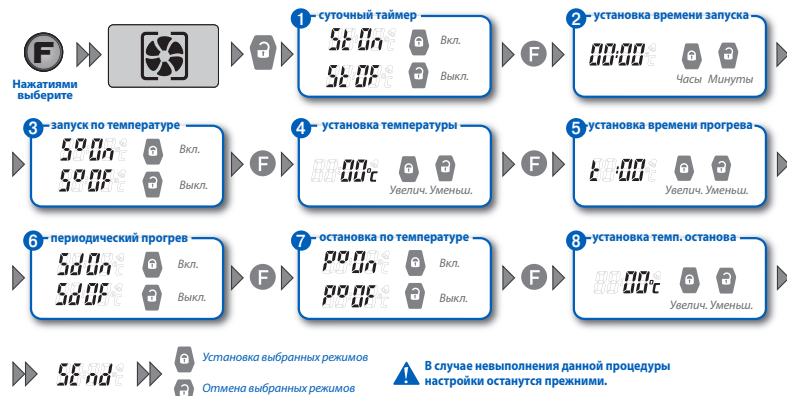 F
Нажатиями
выберите
1 суточный таймер
St On Вкл.
St OF Выкл.
F
2 установка времени запуска
00:00
Часы Минуты
3 запуск по температуре
S° On Вкл.
S° OF Выкл.
F
4 установка температуры
00°c
Увелич. Уменьш.
F
5 установка времени прогрева
t :00
Увелич. Уменьш.
6 периодический прогрев
Sd On Вкл.
Sd OF Выкл.
F
7 остановка по температуре
P° On Вкл.
P° OF Выкл.
F
8 установка темп. останова
00°c
Увелич. Уменьш.
SEnd
Установка выбранных режимов
Отмена выбранных режимов
В случае невыполнения данной процедуры
настройки останутся прежними.